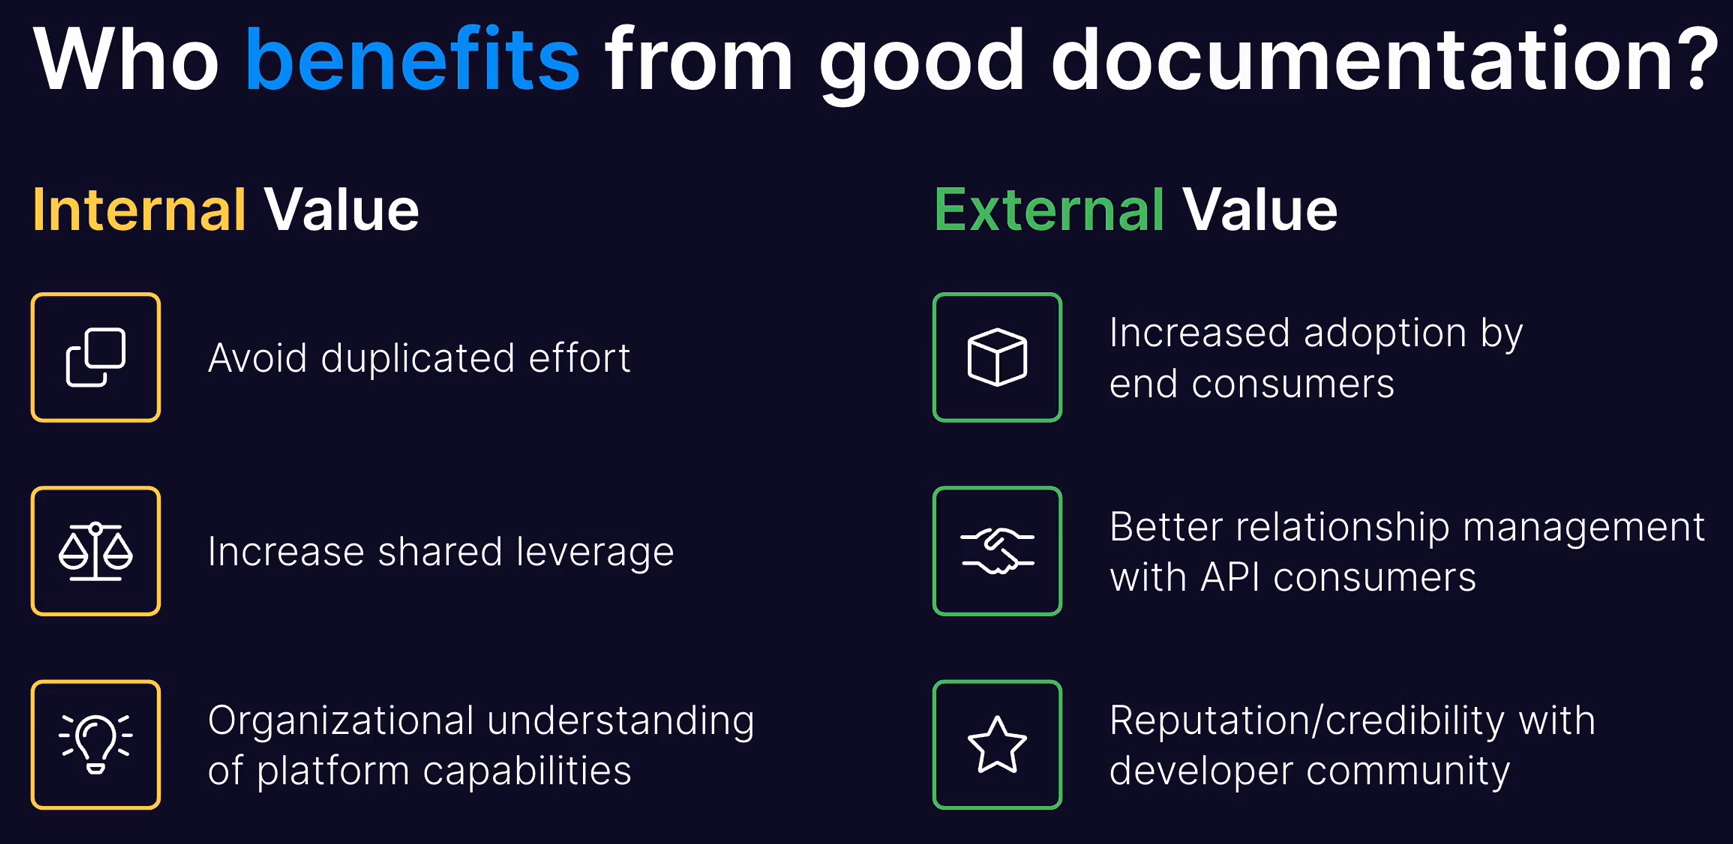 Who benefits from good documentation?
Internal Value
Avoid duplicated effort
Increase shared leverage
Organizational understanding
of platform capabilities
External Value
Increased adoption by
end consumers
Better relationship management
with API consumers
Reputation/credibility with
developer community